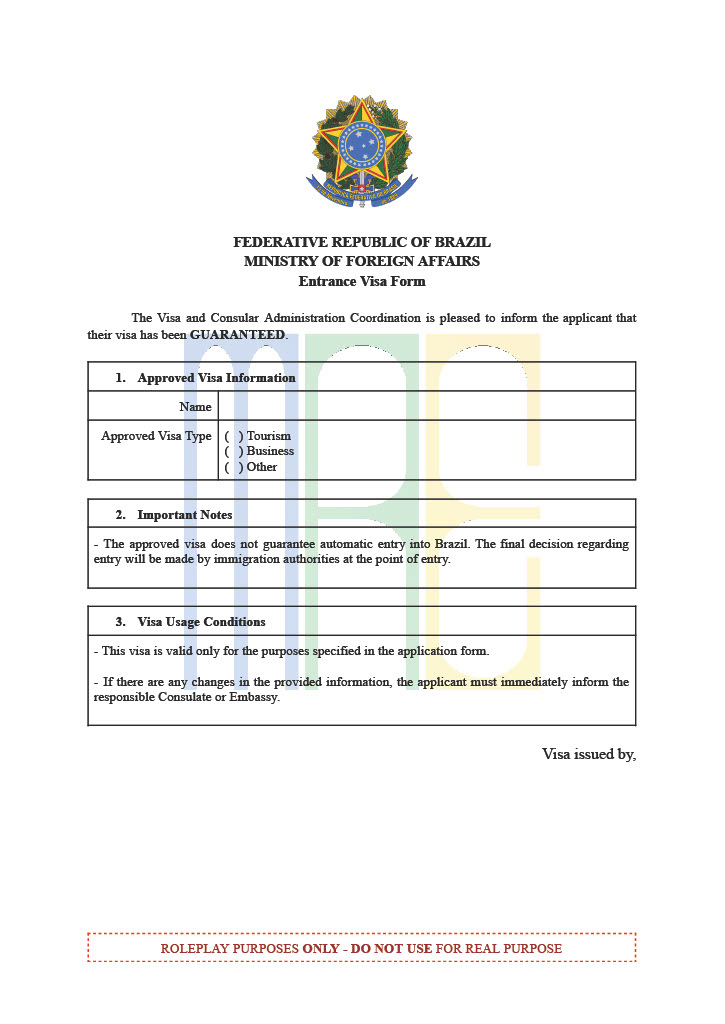 FEDERATIVE REPUBLIC OF BRAZIL
MINISTRY OF FOREIGN AFFAIRS
Entrance Visa Form
The Visa and Consular Administration Coordination is pleased to inform the applicant that
their visa has been GUARANTEED.
1. Approved Visa Information
Name
Approved Visa Type ( ) Tourism
( ) Business
( ) Other
2. Important Notes
- The approved visa does not guarantee automatic entry into Brazil. The final decision regarding
entry will be made by immigration authorities at the point of entry.
3. Visa Usage Conditions
- This visa is valid only for the purposes specified in the application form.
- If there are any changes in the provided information, the applicant must immediately inform the
responsible Consulate or Embassy.
Visa issued by,
ROLEPLAY PURPOSES ONLY - DO NOT USE FOR REAL PURPOSE